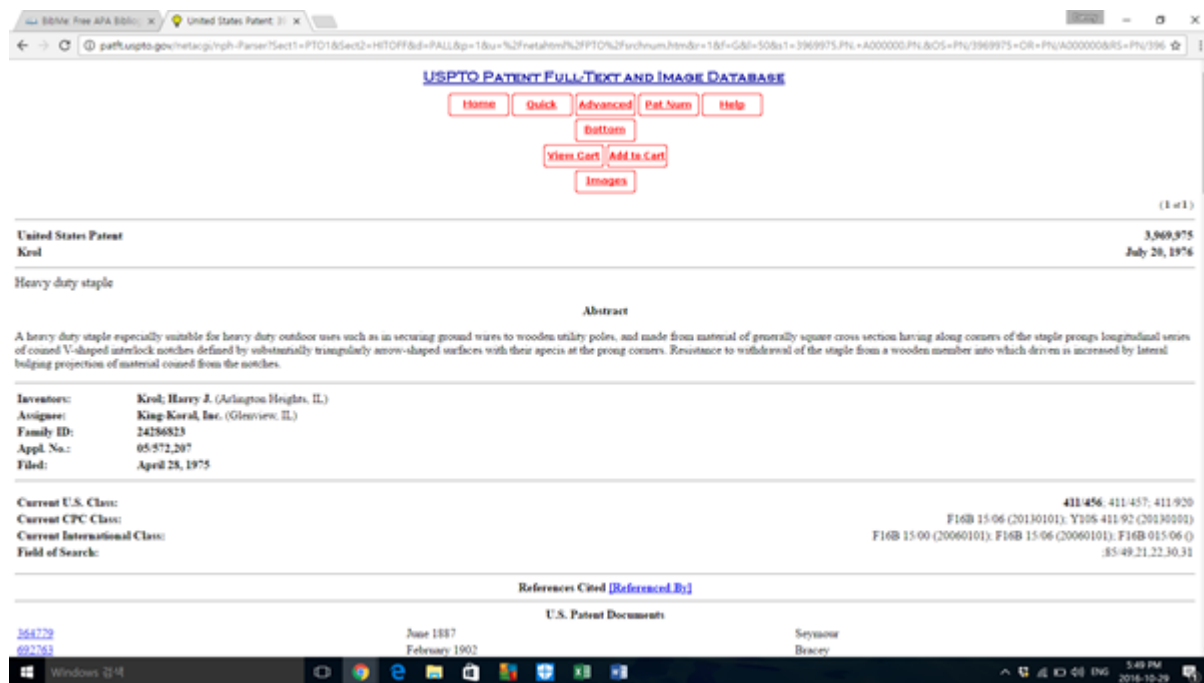 BibMe: Free APA Bibliog
United States Patent: 3
patft.uspto.gov/netacgi/nph-Parser?Sect1=PTO1&Sect2=HITOFF&d=PALL&p=1&u=%2Fnetahtml%2FPTO%2Fsrchnum.htm&r=1&f=G&l=50&s1=3969975.PN.+A000000.PN.&OS=PN/3969975+OR+PN/A000000&RS=PN/396
USPTO PATENT FULL-TEXT AND IMAGE DATABASE
Home Quick Advanced Pat Num Help
Bottom
View Cart Add to Cart
Images
(1 of 1)
United States Patent 3,969,975
Krol July 20, 1976
Heavy duty staple
Abstract
A heavy duty staple especially suitable for heavy duty outdoor uses such as in securing ground wires to wooden utility poles, and made from material of generally square cross section having along corners of the staple prongs longitudinal series
of coined V-shaped interlock notches defined by substantially triangularly arrow-shaped surfaces with their apecis at the prong corners. Resistance to withdrawal of the staple from a wooden member into which driven is increased by lateral
bulging projection of material coined from the notches.
Inventors: Krol; Harry J. (Arlington Heights, IL)
Assignee: King-Koral, Inc. (Glenview, IL)
Family ID: 24286823
Appl. No.: 05/572,207
Filed: April 28, 1975
Current U.S. Class: 411/456; 411/457; 411/920
Current CPC Class: F16B 15/06 (20130101); Y10S 411/92 (20130101)
Current International Class: F16B 15/00 (20060101); F16B 15/06 (20060101); F16B 015/06 ()
Field of Search: ;85/49,21,22,30,31
References Cited [Referenced By]
U.S. Patent Documents
364779 June 1887 Seymour
692763 February 1902 Bracey
Windows 검색
ENG 5:49 PM
2016-10-29